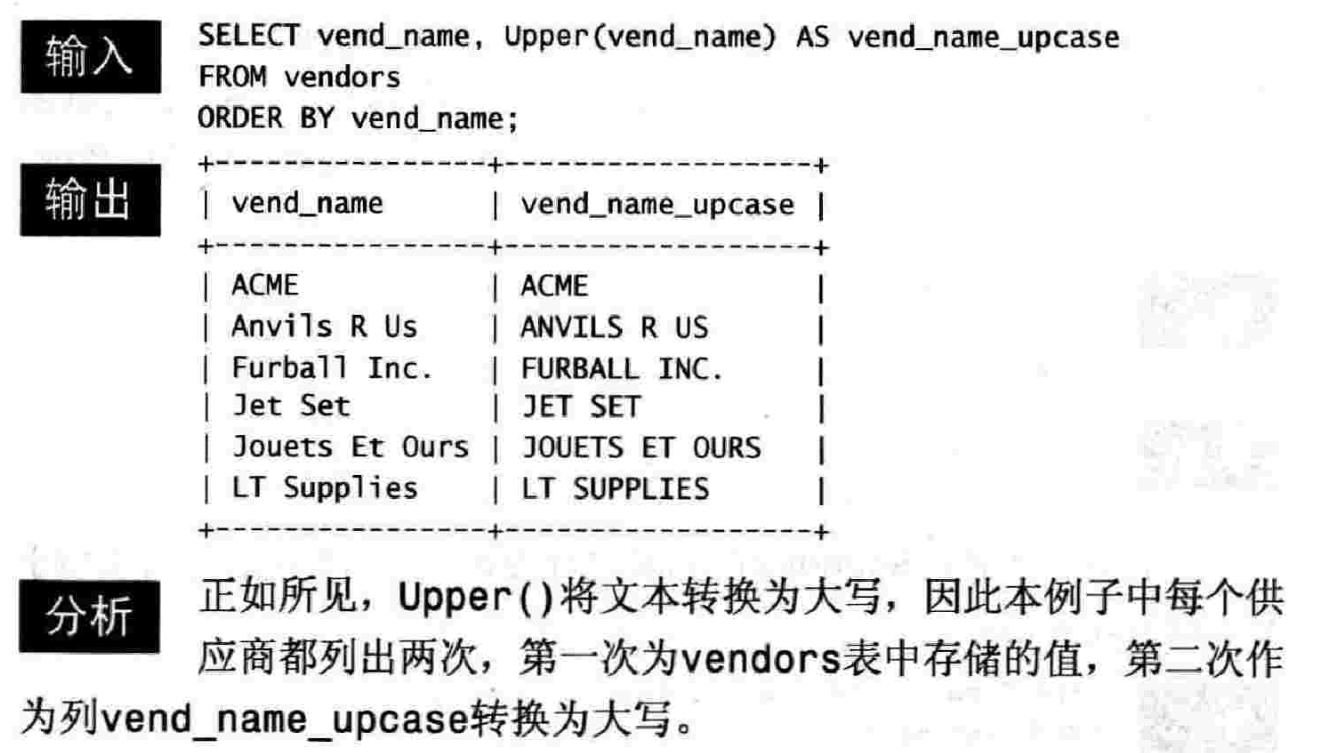 输入
SELECT vend_name, Upper(vend_name) AS vend_name_upcase
FROM vendors
ORDER BY vend_name;
输出
+----------------+------------------+
| vend_name      | vend_name_upcase |
+----------------+------------------+
| ACME           | ACME             |
| Anvils R Us    | ANVILS R US      |
| Furball Inc.   | FURBALL INC.     |
| Jet Set        | JET SET          |
| Jouets Et Ours | JOUETS ET OURS   |
| LT Supplies    | LT SUPPLIES      |
+----------------+------------------+
分析
正如所见，Upper()将文本转换为大写，因此本例子中每个供
应商都列出两次，第一次为vendors表中存储的值，第二次作
为列vend_name_upcase转换为大写。